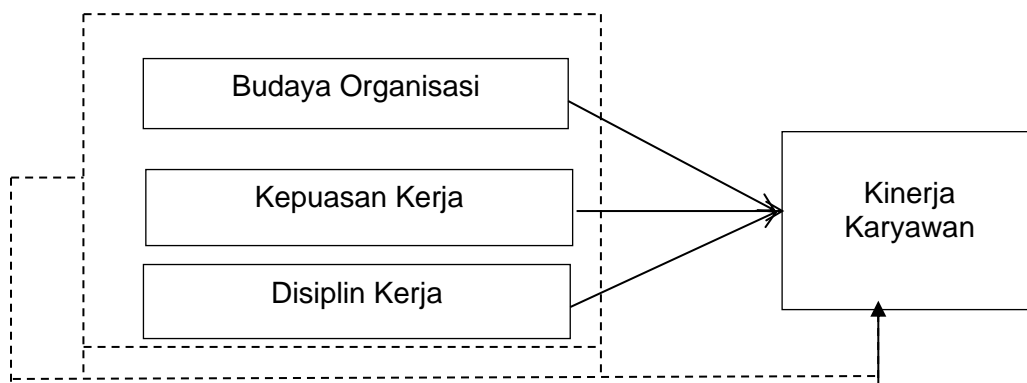 Budaya Organisasi
Kepuasan Kerja
Disiplin Kerja
Kinerja
Karyawan